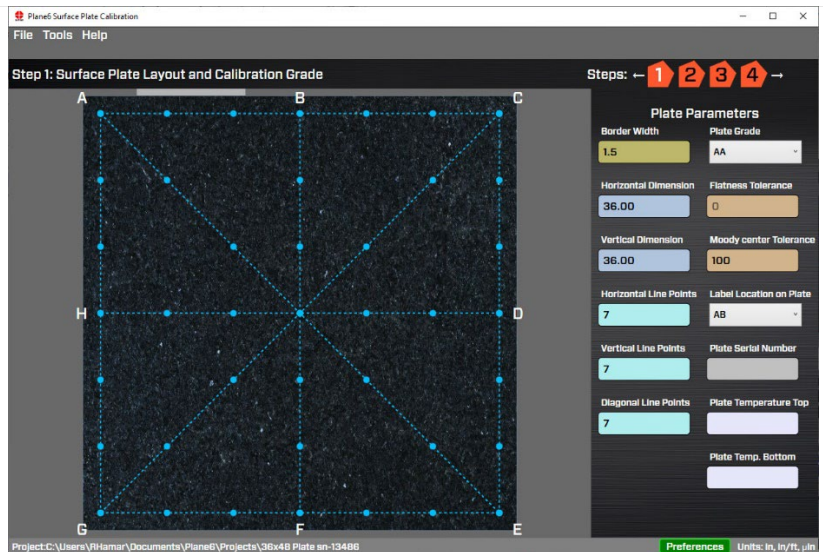 Plane6 Surface Plate Calibration
File Tools Help
Step 1: Surface Plate Layout and Calibration Grade
Steps: ← 1 2 3 4 →
A B C
H D
G F E
Plate Parameters
Border Width Plate Grade
1.5 AA
Horizontal Dimension Flatness Tolerance
36.00 0
Vertical Dimension Moody center Tolerance
36.00 100
Horizontal Line Points Label Location on Plate
7 AB
Vertical Line Points Plate Serial Number
7
Diagonal Line Points Plate Temperature Top
7
Plate Temp. Bottom
Project:C:\Users\RHamar\Documents\Plane6\Projects\36x48 Plate sn-13486 Preferences Units: In, In/ft, µin